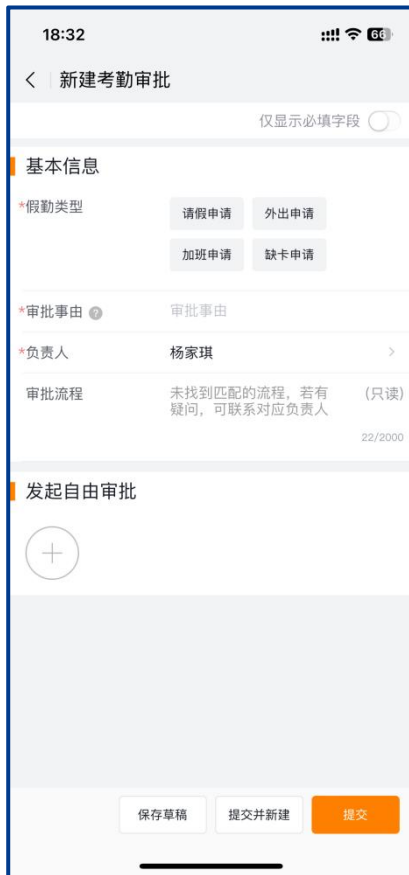 18:32
66
新建考勤审批
仅显示必填字段
基本信息
*假勤类型
请假申请 外出申请
加班申请 缺卡申请
*审批事由 ?
审批事由
*负责人 杨家琪
审批流程 未找到匹配的流程，若有 (只读)
疑问，可联系对应负责人
22/2000
发起自由审批
保存草稿 提交并新建 提交